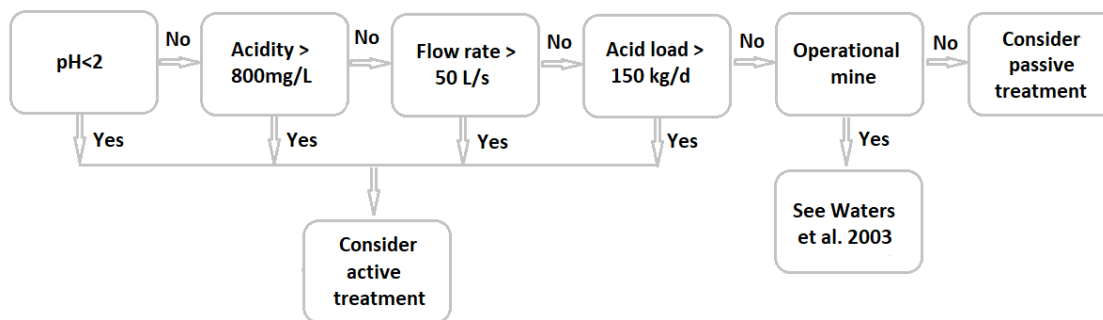 pH<2
No
Acidity >
800mg/L
No
Flow rate >
50 L/s
No
Acid load >
150 kg/d
No
Operational
mine
No
Consider
passive
treatment
Yes
Yes
Yes
Yes
Yes
Consider
active
treatment
See Waters
et al. 2003